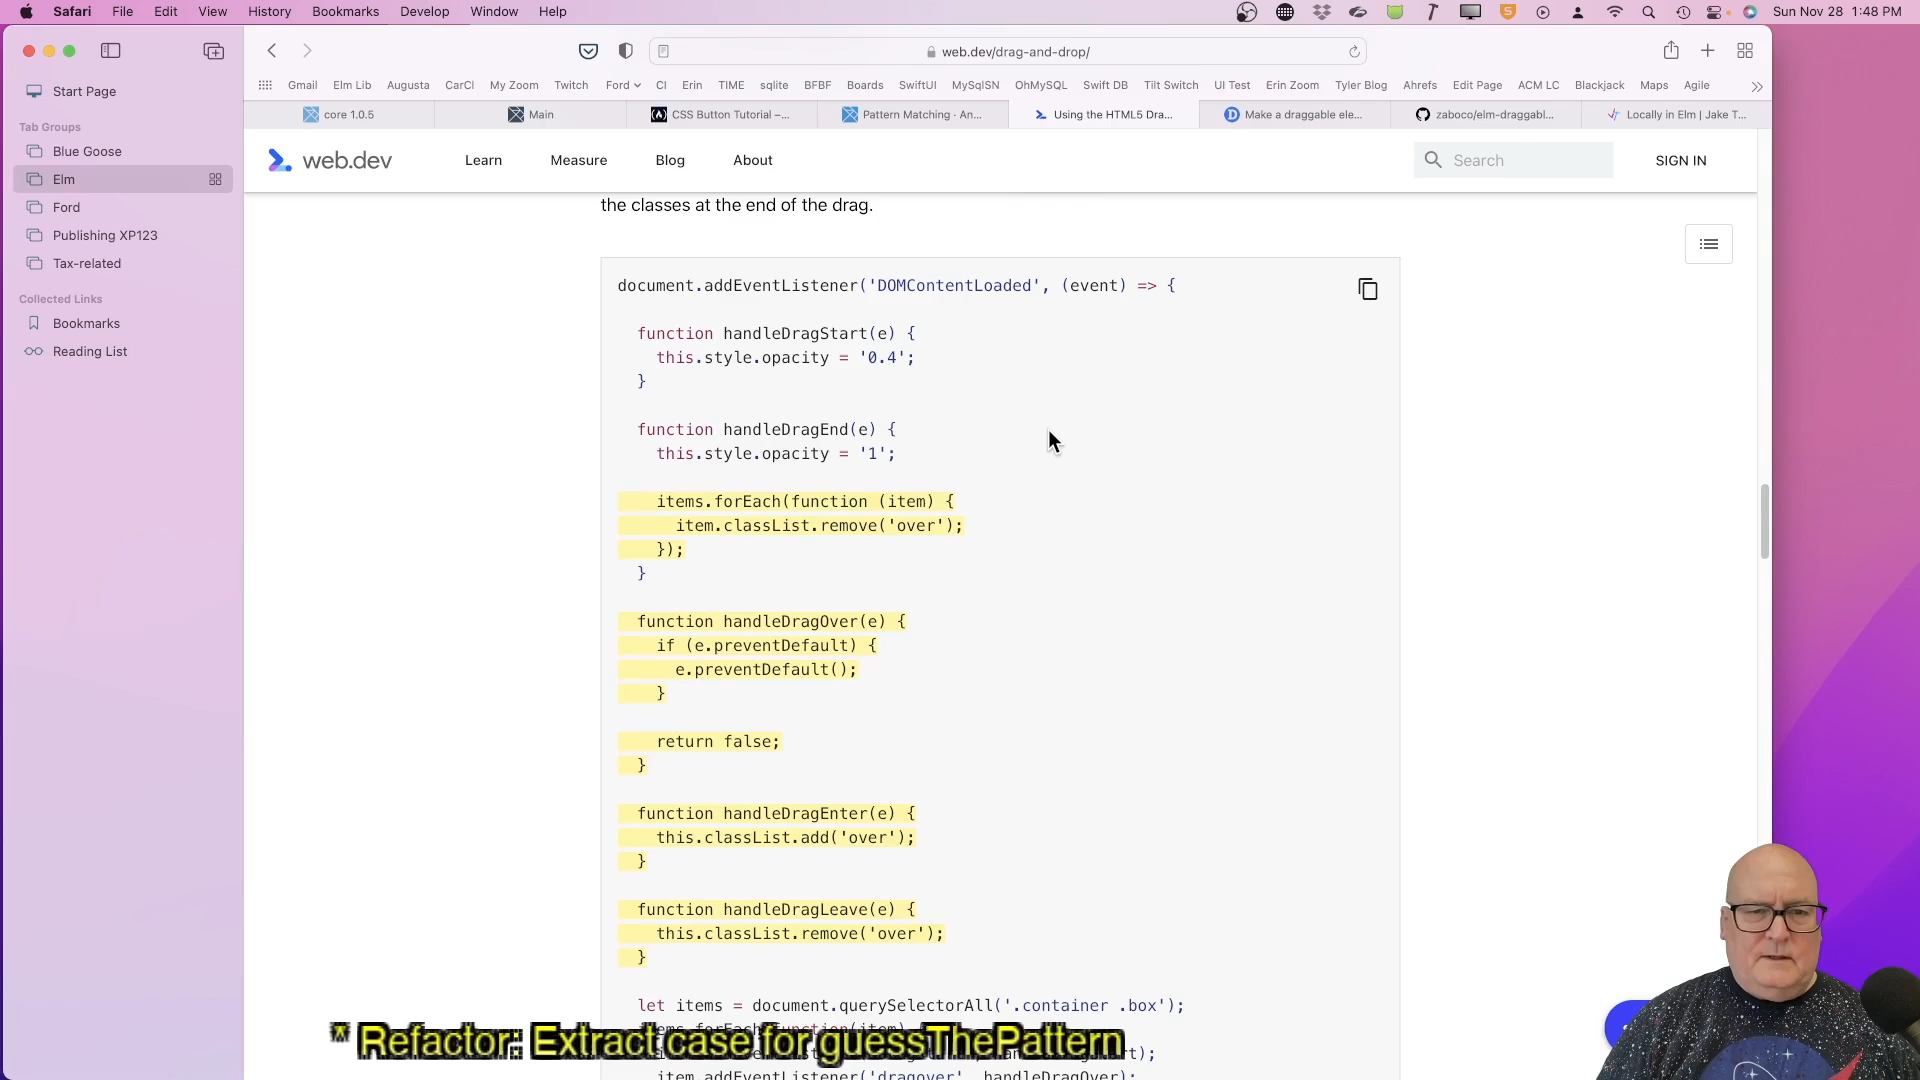 Safari File Edit View History Bookmarks Develop Window Help Sun Nov 28 1:48 PM
web.dev/drag-and-drop/
Start Page
Tab Groups
Blue Goose
Elm
Ford
Publishing XP123
Tax-related
Collected Links
Bookmarks
Reading List
Gmail Elm Lib Augusta CarCl My Zoom Twitch Ford CI Erin TIME sqlite BFBF Boards SwiftUI MySqlSN OhMySQL Swift DB Tilt Switch UI Test Erin Zoom Tyler Blog Ahrefs Edit Page ACM LC Blackjack Maps Agile
core 1.0.5 Main CSS Button Tutorial –... Pattern Matching · An... Using the HTML5 Dra... Make a draggable ele... zaboco/elm-draggabl... Locally in Elm | Jake T...
web.dev Learn Measure Blog About Search SIGN IN
the classes at the end of the drag.
document.addEventListener('DOMContentLoaded', (event) => {
function handleDragStart(e) {
this.style.opacity = '0.4';
}
function handleDragEnd(e) {
this.style.opacity = '1';
items.forEach(function (item) {
item.classList.remove('over');
});
}
function handleDragOver(e) {
if (e.preventDefault) {
e.preventDefault();
}
return false;
}
function handleDragEnter(e) {
this.classList.add('over');
}
function handleDragLeave(e) {
this.classList.remove('over');
}
let items = document.querySelectorAll('.container .box');
* Refactor: Extract case for guessThePattern
item.addEventListener('dragover', handleDragOver);